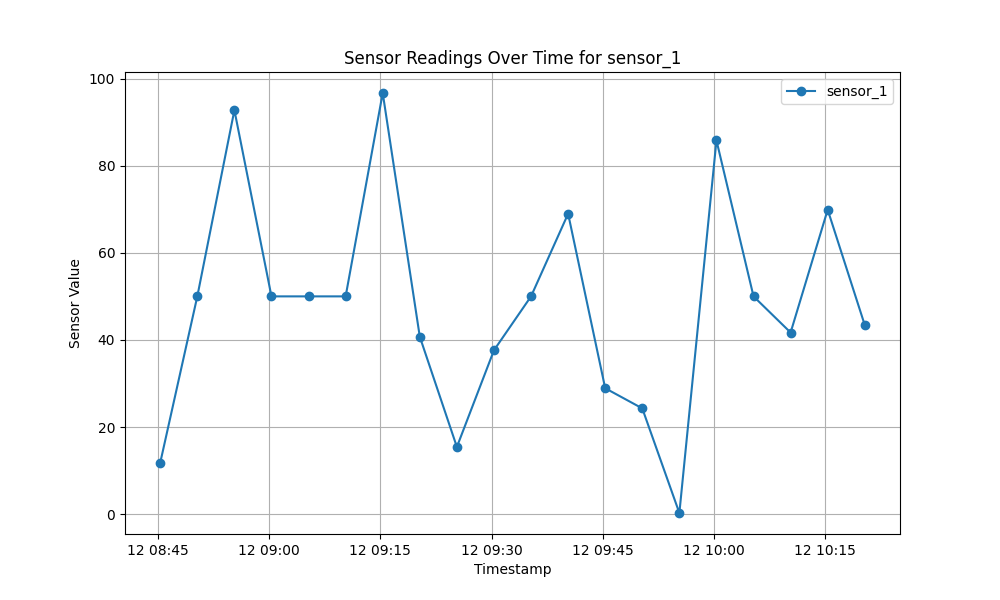 Sensor Readings Over Time for sensor_1
sensor_1
100
80
60
40
20
0
Sensor Value
12 08:45 12 09:00 12 09:15 12 09:30 12 09:45 12 10:00 12 10:15
Timestamp